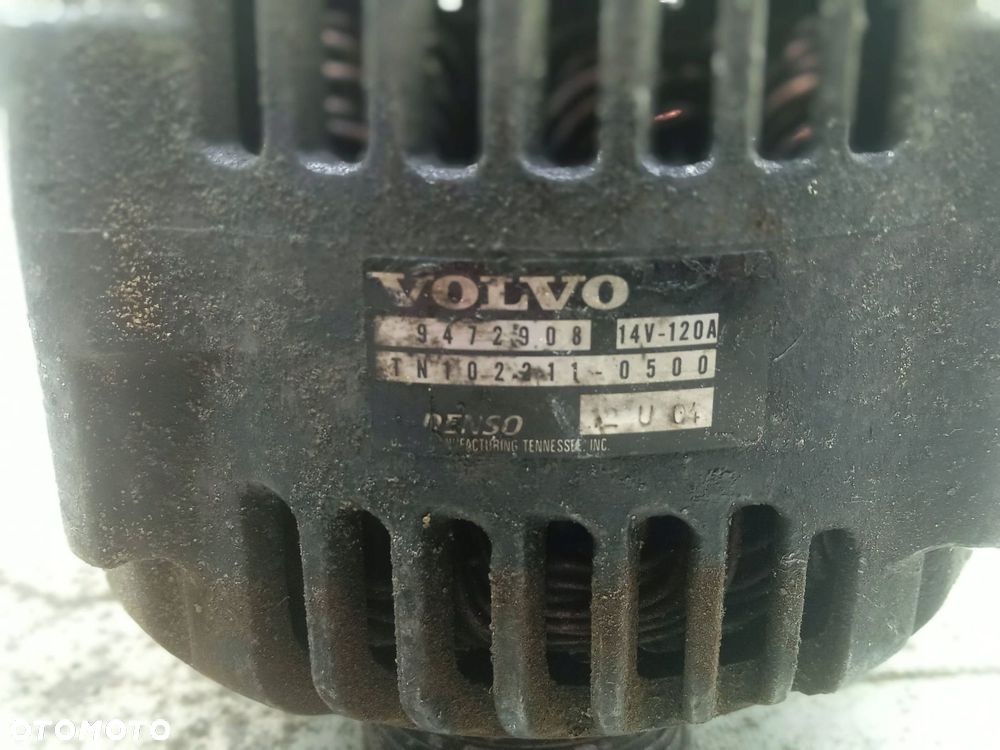 VOLVO
9472908 14V-120A
TN102211-0500
DENSO
U 04
MANUFACTURING TENNESSEE, INC.
OTOMOTO